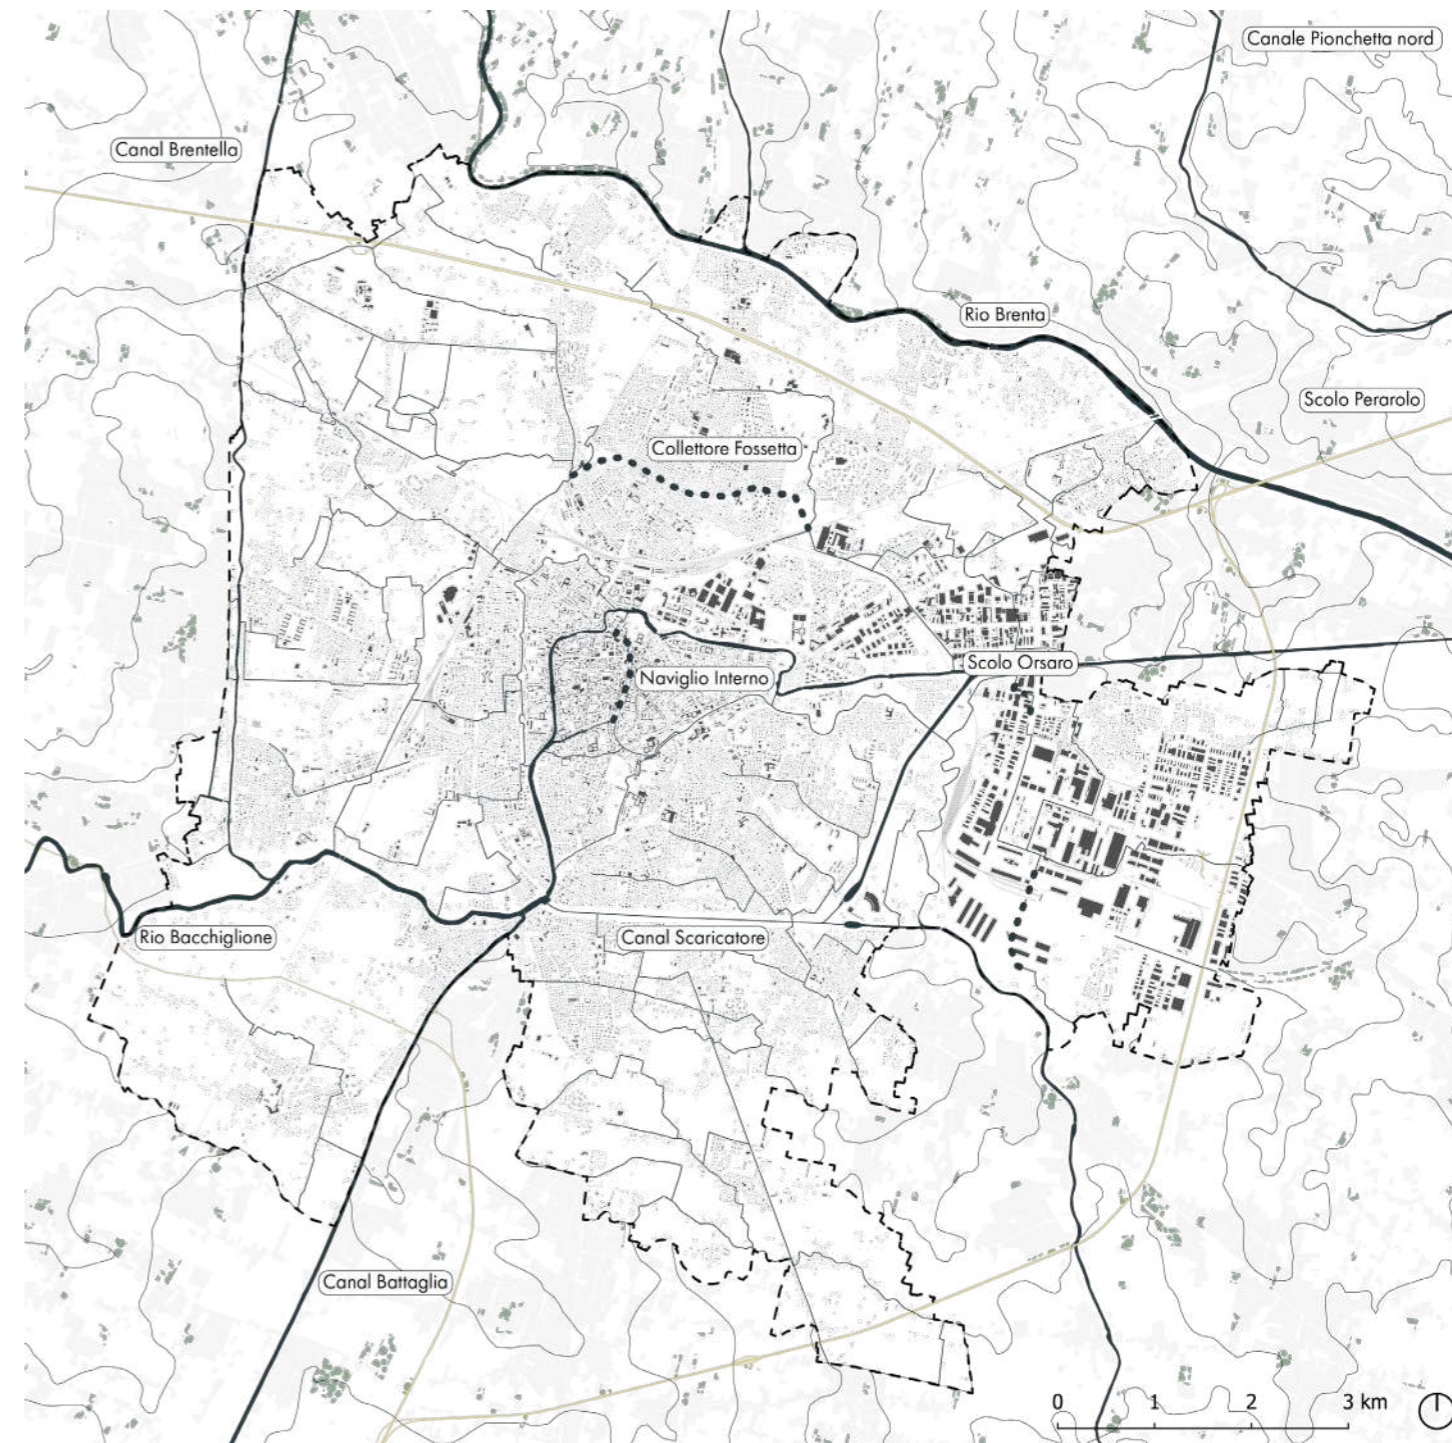 Canale Pionchetta nord
Canal Brentella
Rio Brenta
Scolo Perarolo
Collettore Fossetta
Scolo Orsaro
Naviglio Interno
Rio Bacchiglione
Canal Scaricatore
Canal Battaglia
0 1 2 3 km